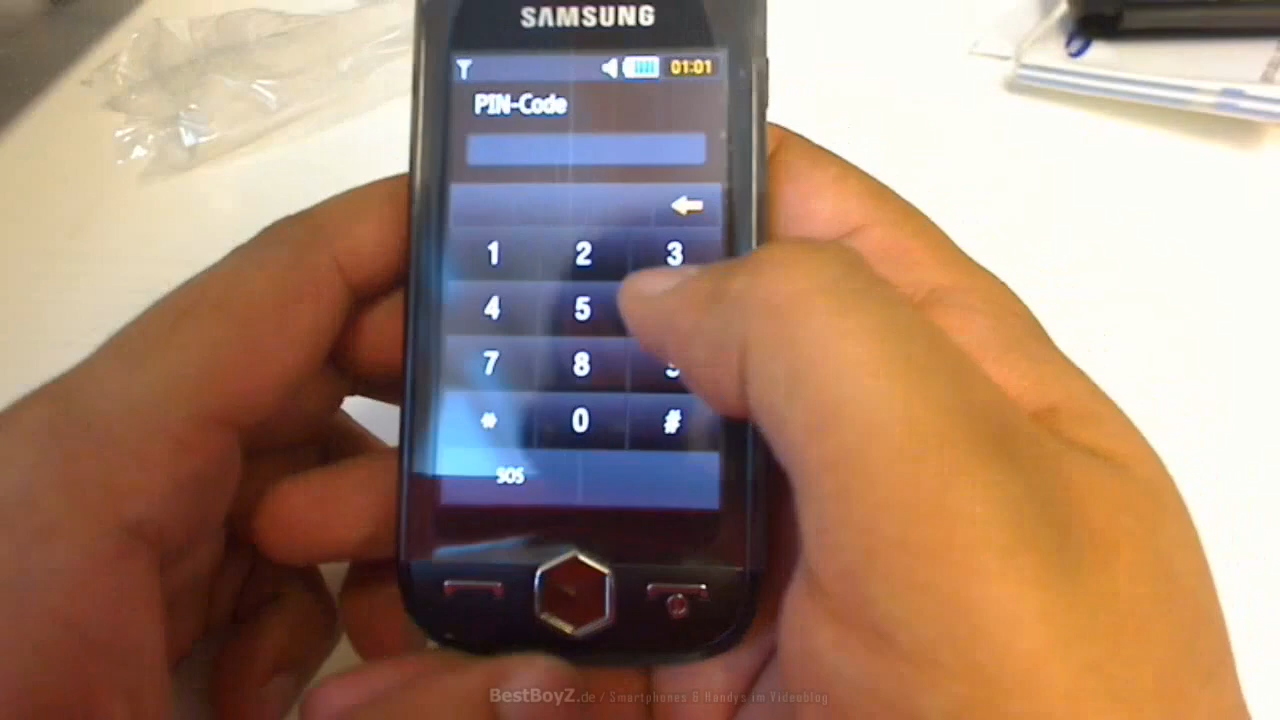 SAMSUNG
01:01
PIN-Code
1 2 3
4 5
7 8 9
* 0 #
SOS
BestBoyZ.de / Smartphones & Handys im Videoblog